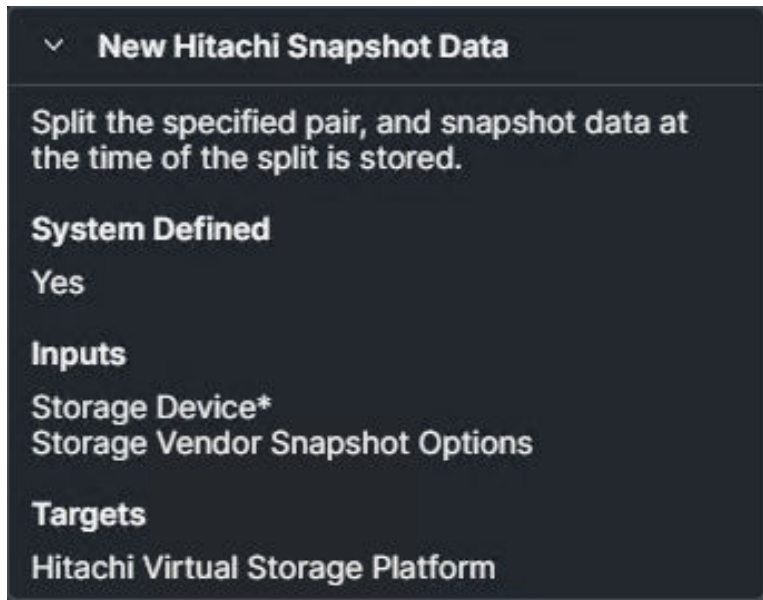 New Hitachi Snapshot Data
Split the specified pair, and snapshot data at
the time of the split is stored.
System Defined
Yes
Inputs
Storage Device*
Storage Vendor Snapshot Options
Targets
Hitachi Virtual Storage Platform